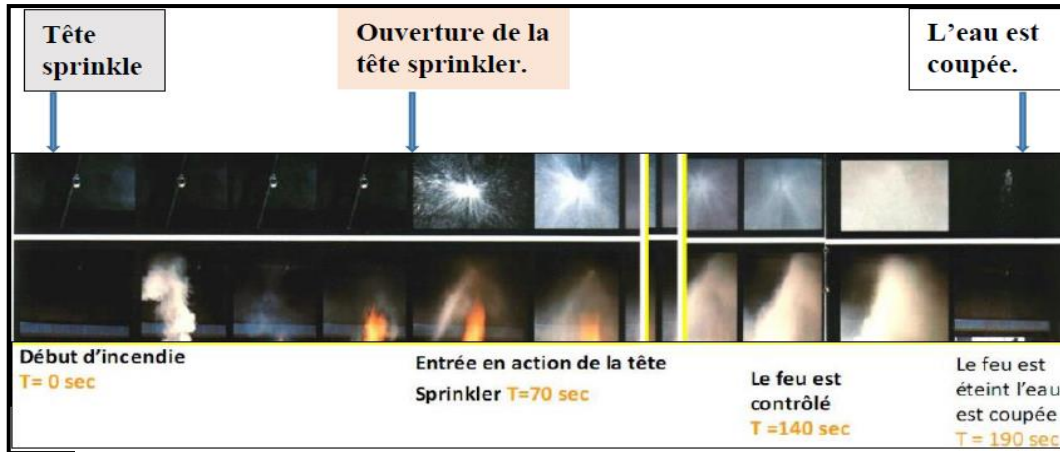 Tête
sprinkle
Ouverture de la
tête sprinkler.
L'eau est
coupée.
Début d'incendie
T= 0 sec
Entrée en action de la tête
Sprinkler T=70 sec
Le feu est
contrôlé
T =140 sec
Le feu est
éteint l'eau
est coupée
T = 190 sec